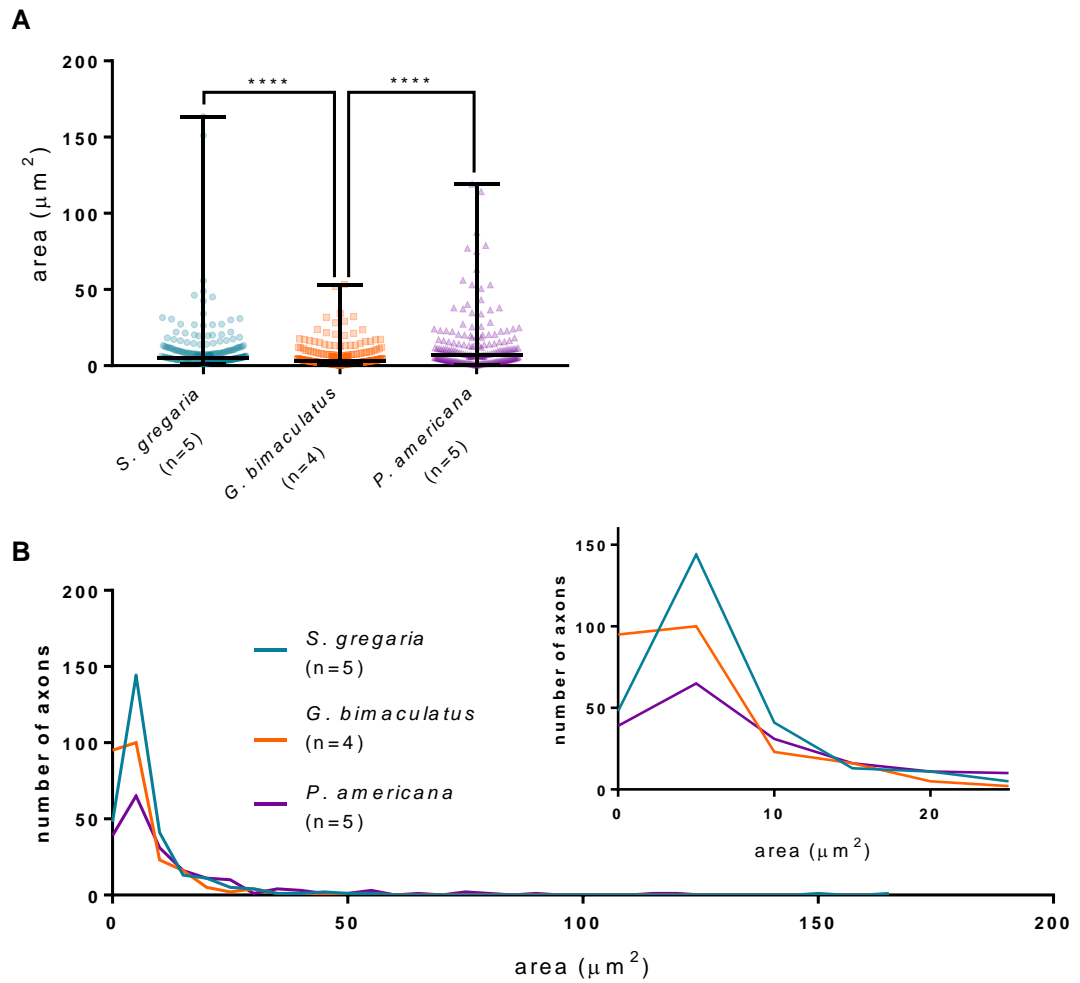 A
200
150
100
50
0
area (μm²)
****
****
S. gregaria
(n=5)
G. bimaculatus
(n=4)
P. americana
(n=5)
B
200
150
100
50
0
number of axons
0
50
100
150
200
area (μm²)
S. gregaria
(n=5)
G. bimaculatus
(n=4)
P. americana
(n=5)
150
100
50
0
number of axons
0
10
20
area (μm²)